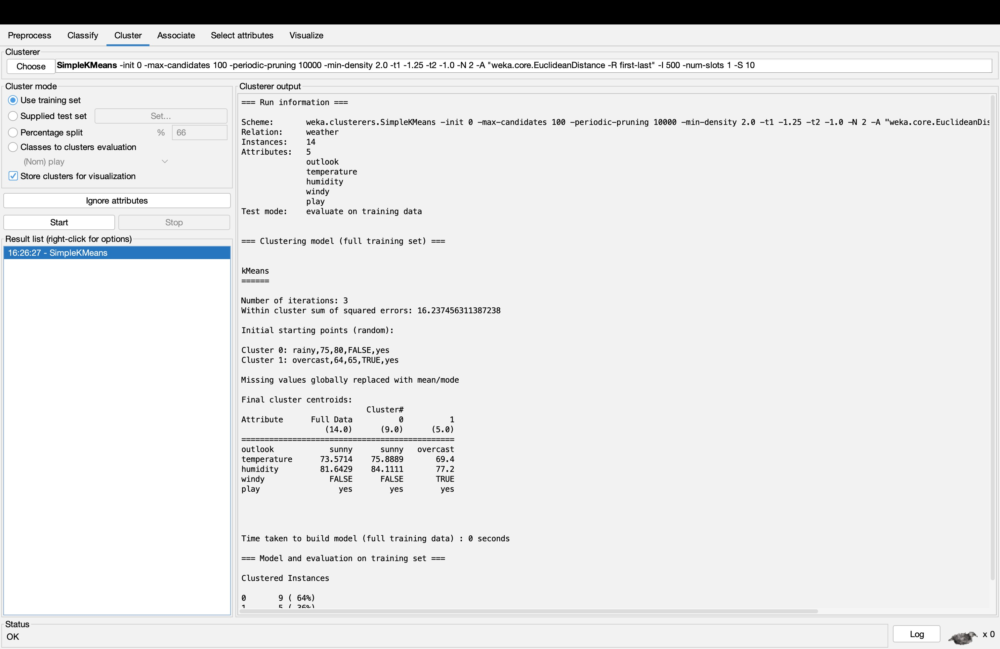 Preprocess Classify Cluster Associate Select attributes Visualize
Clusterer
Choose SimpleKMeans -init 0 -max-candidates 100 -periodic-pruning 10000 -min-density 2.0 -t1 -1.25 -t2 -1.0 -N 2 -A "weka.core.EuclideanDistance -R first-last" -I 500 -num-slots 1 -S 10
Cluster mode
Use training set
Supplied test set Set...
Percentage split % 66
Classes to clusters evaluation
(Nom) play
Store clusters for visualization
Ignore attributes
Start Stop
Result list (right-click for options)
16:26:27 - SimpleKMeans
Clusterer output
=== Run information ===
Scheme: weka.clusterers.SimpleKMeans -init 0 -max-candidates 100 -periodic-pruning 10000 -min-density 2.0 -t1 -1.25 -t2 -1.0 -N 2 -A "weka.core.EuclideanDis
Relation: weather
Instances: 14
Attributes: 5
outlook
temperature
humidity
windy
play
Test mode: evaluate on training data
=== Clustering model (full training set) ===
kMeans
======
Number of iterations: 3
Within cluster sum of squared errors: 16.237456311387238
Initial starting points (random):
Cluster 0: rainy,75,80,FALSE,yes
Cluster 1: overcast,64,65,TRUE,yes
Missing values globally replaced with mean/mode
Final cluster centroids:
Cluster#
Attribute Full Data 0 1
(14.0) (9.0) (5.0)
==============================================
outlook sunny sunny overcast
temperature 73.5714 75.8889 69.4
humidity 81.6429 84.1111 77.2
windy FALSE FALSE TRUE
play yes yes yes
Time taken to build model (full training data) : 0 seconds
=== Model and evaluation on training set ===
Clustered Instances
0 9 ( 64%)
1 5 ( 36%)
Status
OK
Log x 0